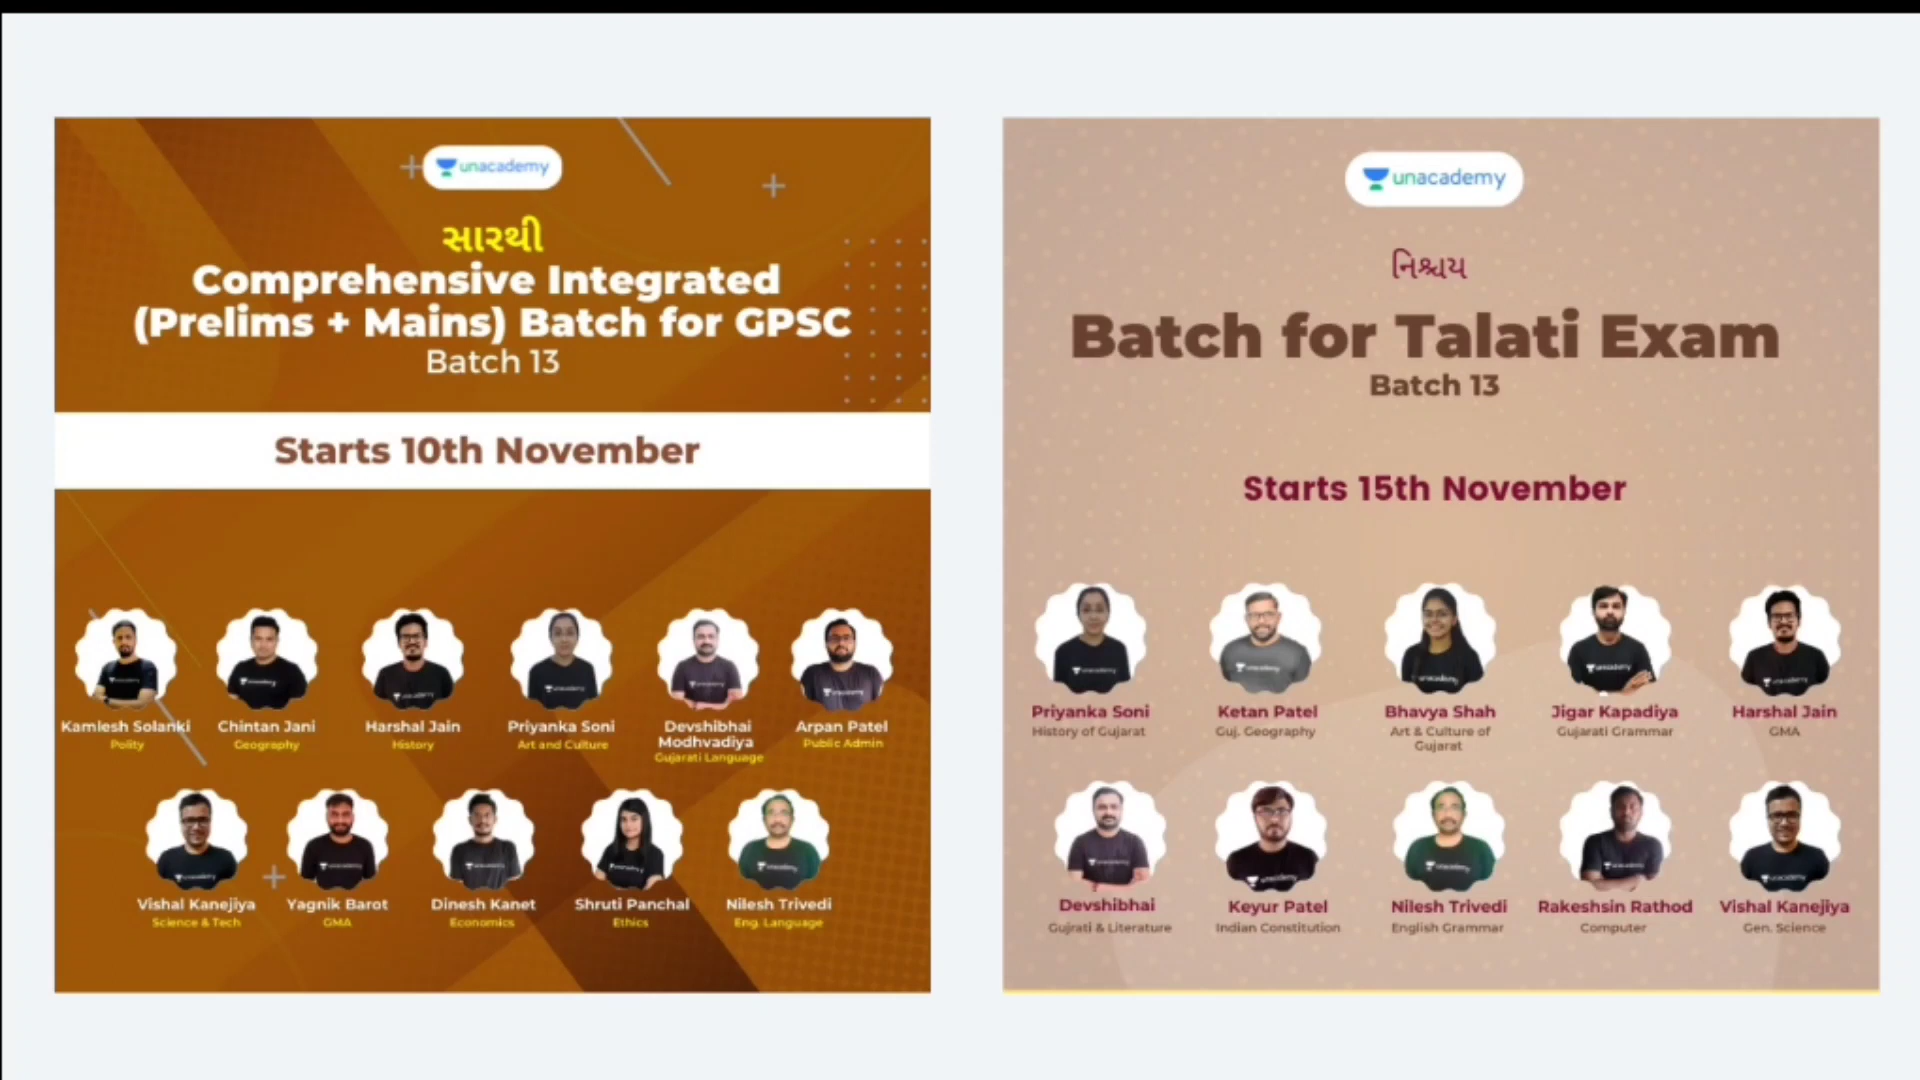 unacademy
સારથી
Comprehensive Integrated
(Prelims + Mains) Batch for GPSC
Batch 13
Starts 10th November
Kamlesh Solanki
Polity
Chintan Jani
Geography
Harshal Jain
History
Priyanka Soni
Art and Culture
Devshibhai
Modhvadiya
Gujarati Language
Arpan Patel
Public Admin
Vishal Kanejiya
Science & Tech
Yagnik Barot
GMA
Dinesh Kanet
Economics
Shruti Panchal
Ethics
Nilesh Trivedi
Eng. Language
unacademy
નિશ્ચય
Batch for Talati Exam
Batch 13
Starts 15th November
Priyanka Soni
History of Gujarat
Ketan Patel
Guj. Geography
Bhavya Shah
Art & Culture of
Gujarat
Jigar Kapadiya
Gujarati Grammar
Harshal Jain
GMA
Devshibhai
Gujrati & Literature
Keyur Patel
Indian Constitution
Nilesh Trivedi
English Grammar
Rakeshsin Rathod
Computer
Vishal Kanejiya
Gen. Science